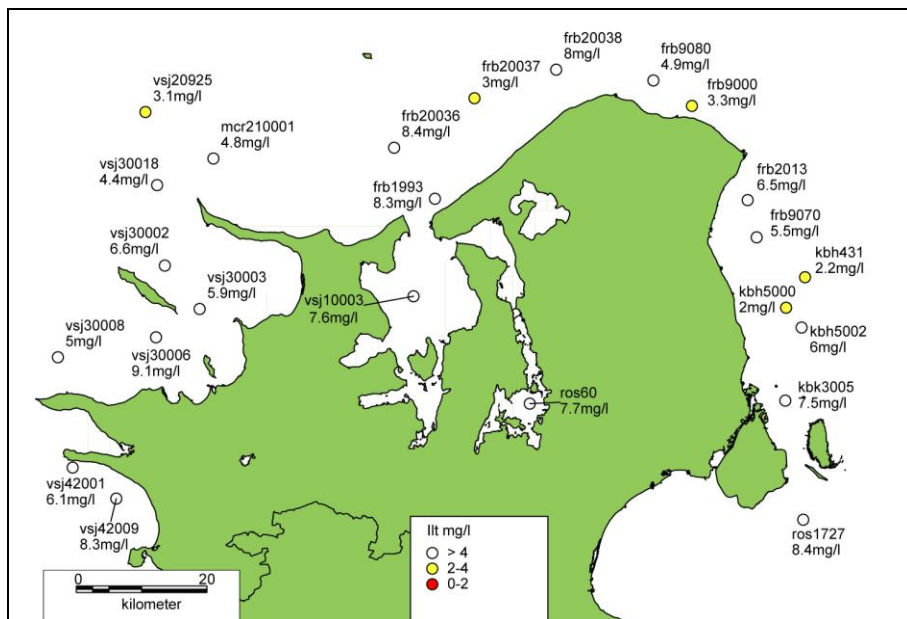 frb20038
8mg/l
frb20037
3mg/l
frb9080
4.9mg/l
frb9000
3.3mg/l
vsj20925
3.1mg/l
mcr210001
4.8mg/l
frb20036
8.4mg/l
vsj30018
4.4mg/l
frb1993
8.3mg/l
frb2013
6.5mg/l
frb9070
5.5mg/l
vsj30002
6.6mg/l
kbh431
2.2mg/l
vsj30003
5.9mg/l
vsj10003
7.6mg/l
kbh5000
2mg/l
kbh5002
6mg/l
vsj30008
5mg/l
vsj30006
9.1mg/l
ros60
7.7mg/l
kbk3005
7.5mg/l
vsj42001
6.1mg/l
vsj42009
8.3mg/l
ros1727
8.4mg/l
Ilt mg/l
> 4
2-4
0-2
0 20
kilometer